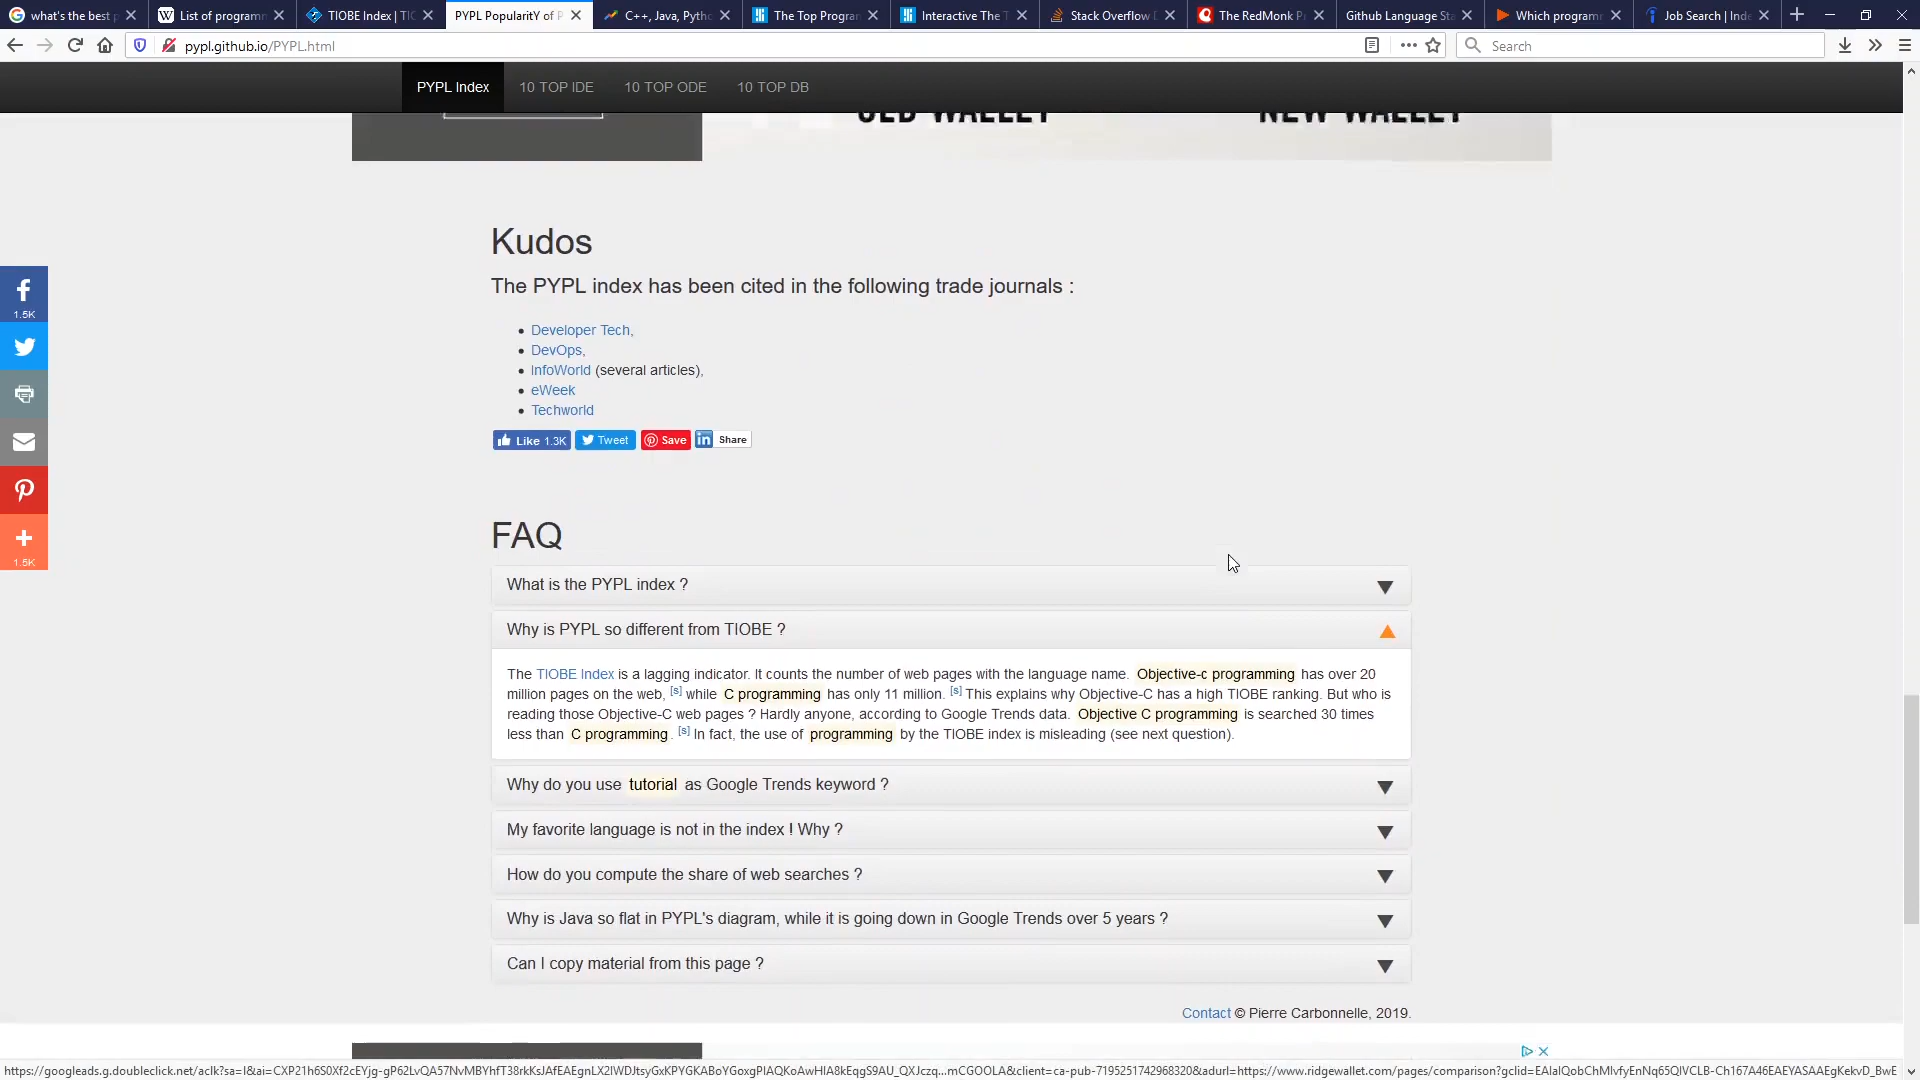 what's the best p
List of programm
TIOBE Index | TIO
PYPL PopularitY of P
C++, Java, Pytho
The Top Progra
Interactive The T
Stack Overflow D
The RedMonk P
Github Language Sta
Which program
Job Search | Inde
pypl.github.io/PYPL.html
Search
PYPL Index
10 TOP IDE
10 TOP ODE
10 TOP DB
OLD WALLET
NEW WALLET
Kudos
The PYPL index has been cited in the following trade journals :
Developer Tech,
DevOps,
InfoWorld (several articles),
eWeek
Techworld
Like 1.3K
Tweet
Save
Share
1.5K
1.5K
FAQ
What is the PYPL index ?
Why is PYPL so different from TIOBE ?
The TIOBE Index is a lagging indicator. It counts the number of web pages with the language name. Objective-c programming has over 20
million pages on the web, [s] while C programming has only 11 million. [s] This explains why Objective-C has a high TIOBE ranking. But who is
reading those Objective-C web pages ? Hardly anyone, according to Google Trends data. Objective C programming is searched 30 times
less than C programming . [s] In fact, the use of programming by the TIOBE index is misleading (see next question).
Why do you use tutorial as Google Trends keyword ?
My favorite language is not in the index ! Why ?
How do you compute the share of web searches ?
Why is Java so flat in PYPL's diagram, while it is going down in Google Trends over 5 years ?
Can I copy material from this page ?
Contact © Pierre Carbonnelle, 2019.